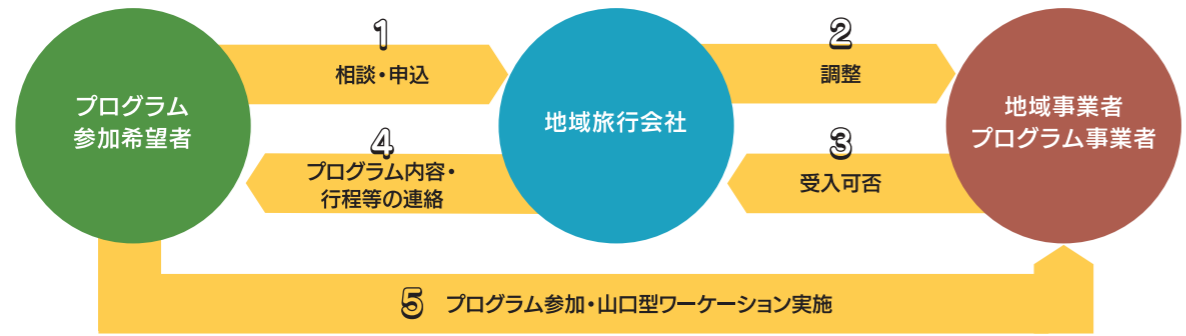 プログラム
参加希望者
1
相談・申込
地域旅行会社
2
調整
地域事業者
プログラム事業者
3
受入可否
4
プログラム内容・
行程等の連絡
5 プログラム参加・山口型ワーケーション実施